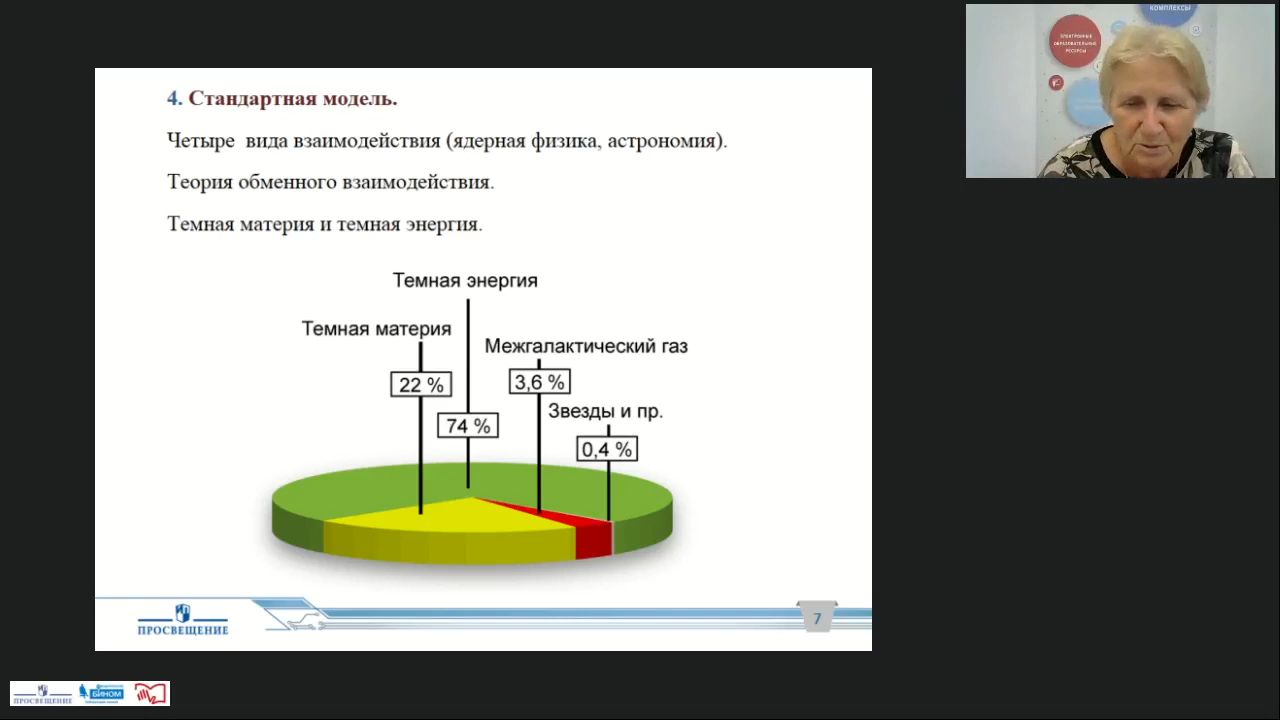 4. Стандартная модель.
Четыре вида взаимодействия (ядерная физика, астрономия).
Теория обменного взаимодействия.
Темная материя и темная энергия.
Темная энергия
Темная материя
Межгалактический газ
22 %
3,6 %
Звезды и пр.
74 %
0,4 %
ПРОСВЕЩЕНИЕ
7
КОМПЛЕКСЫ
ЭЛЕКТРОННЫЕ
ОБРАЗОВАТЕЛЬНЫЕ
РЕСУРСЫ
ПРОСВЕЩЕНИЕ
БИНОМ